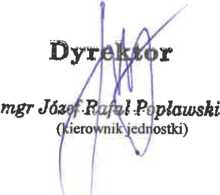 Dyrektor
mgr Józef Rafał Popławski
(kierownik jednostki)